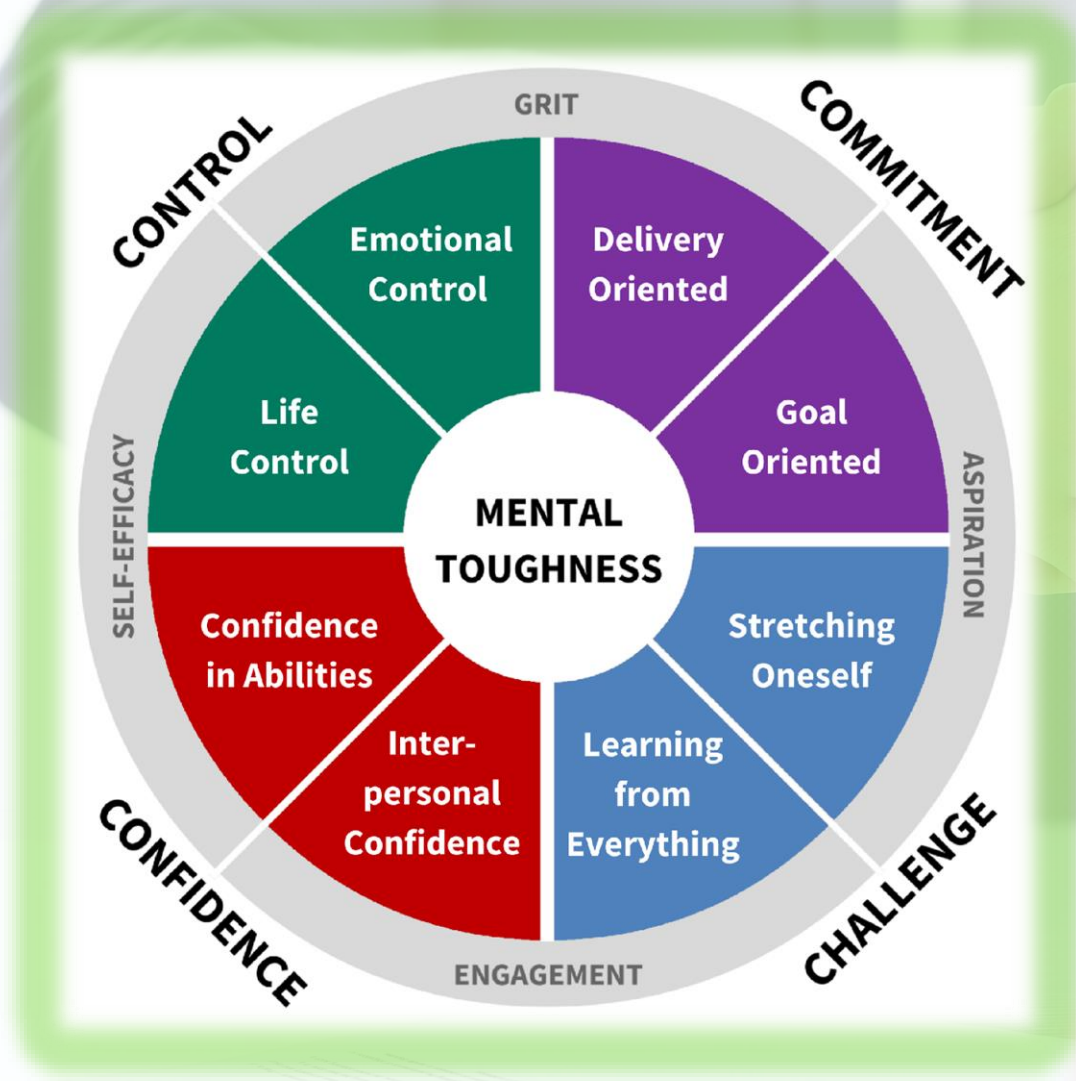 GRIT
CONTROL
COMMITMENT
Emotional
Control
Delivery
Oriented
Life
Control
Goal
Oriented
SELF-EFFICACY
ASPIRATION
MENTAL
TOUGHNESS
Confidence
in Abilities
Stretching
Oneself
Inter-
personal
Confidence
Learning
from
Everything
CONFIDENCE
CHALLENGE
ENGAGEMENT